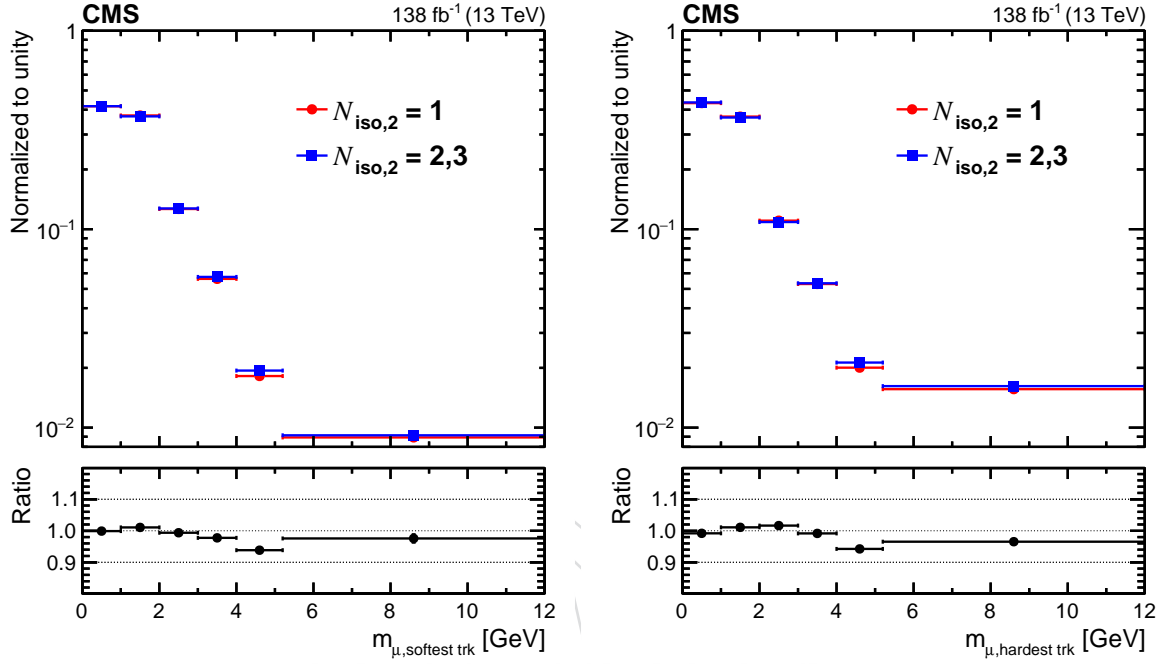 CMS 138 fb⁻¹ (13 TeV)
Normalized to unity
1
10⁻¹
10⁻²
N iso,2 = 1
N iso,2 = 2,3
Ratio
1.1
1.0
0.9
0 2 4 6 8 10 12
m μ,softest trk [GeV]
CMS 138 fb⁻¹ (13 TeV)
Normalized to unity
1
10⁻¹
10⁻²
N iso,2 = 1
N iso,2 = 2,3
Ratio
1.1
1.0
0.9
0 2 4 6 8 10 12
m μ,hardest trk [GeV]